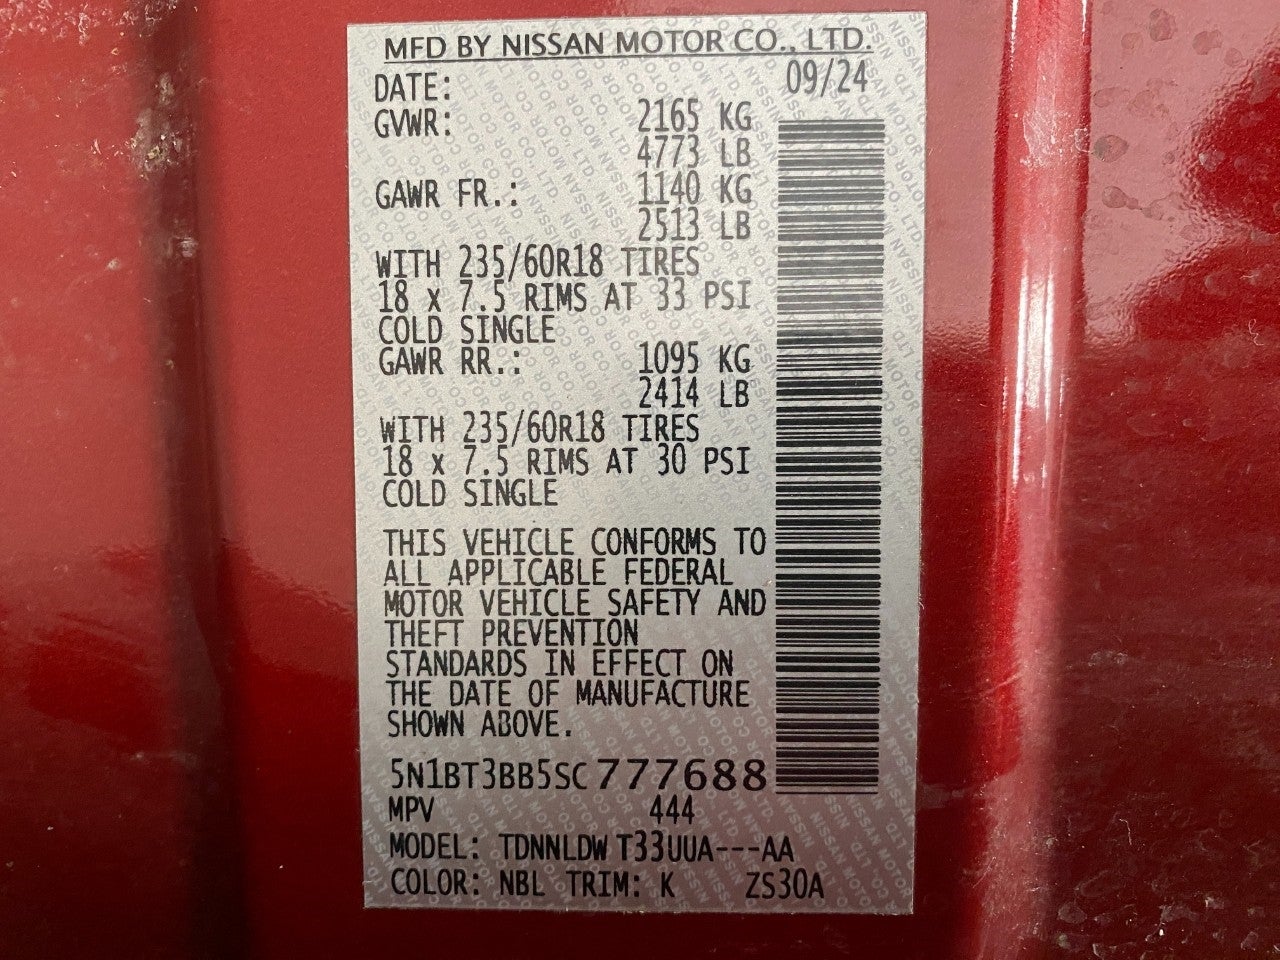 MFD BY NISSAN MOTOR CO., LTD.
DATE: 09/24
GVWR: 2165 KG
4773 LB
GAWR FR.: 1140 KG
2513 LB
WITH 235/60R18 TIRES
18 x 7.5 RIMS AT 33 PSI
COLD SINGLE
GAWR RR.: 1095 KG
2414 LB
WITH 235/60R18 TIRES
18 x 7.5 RIMS AT 30 PSI
COLD SINGLE
THIS VEHICLE CONFORMS TO
ALL APPLICABLE FEDERAL
MOTOR VEHICLE SAFETY AND
THEFT PREVENTION
STANDARDS IN EFFECT ON
THE DATE OF MANUFACTURE
SHOWN ABOVE.
5N1BT3BB5SC777688
MPV 444
MODEL: TDNNLDW T33UUA---AA
COLOR: NBL TRIM: K ZS30A